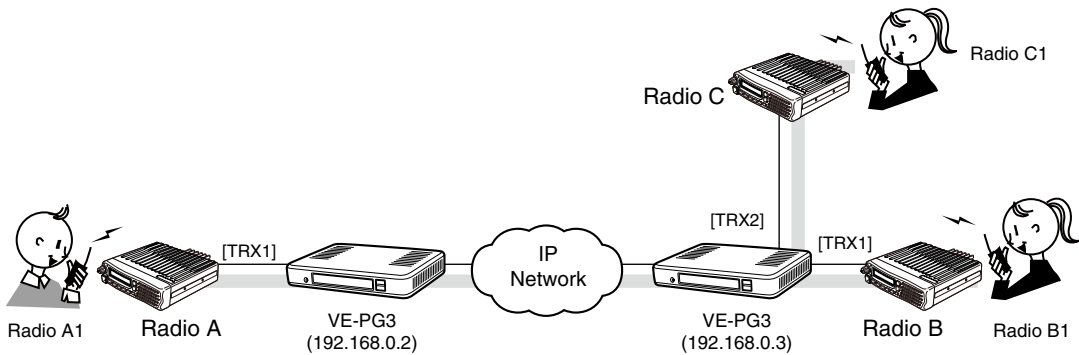 Radio C1
Radio C
[TRX2]
[TRX1]
IP
Network
[TRX1]
Radio A1
Radio A
VE-PG3
(192.168.0.2)
VE-PG3
(192.168.0.3)
Radio B
Radio B1